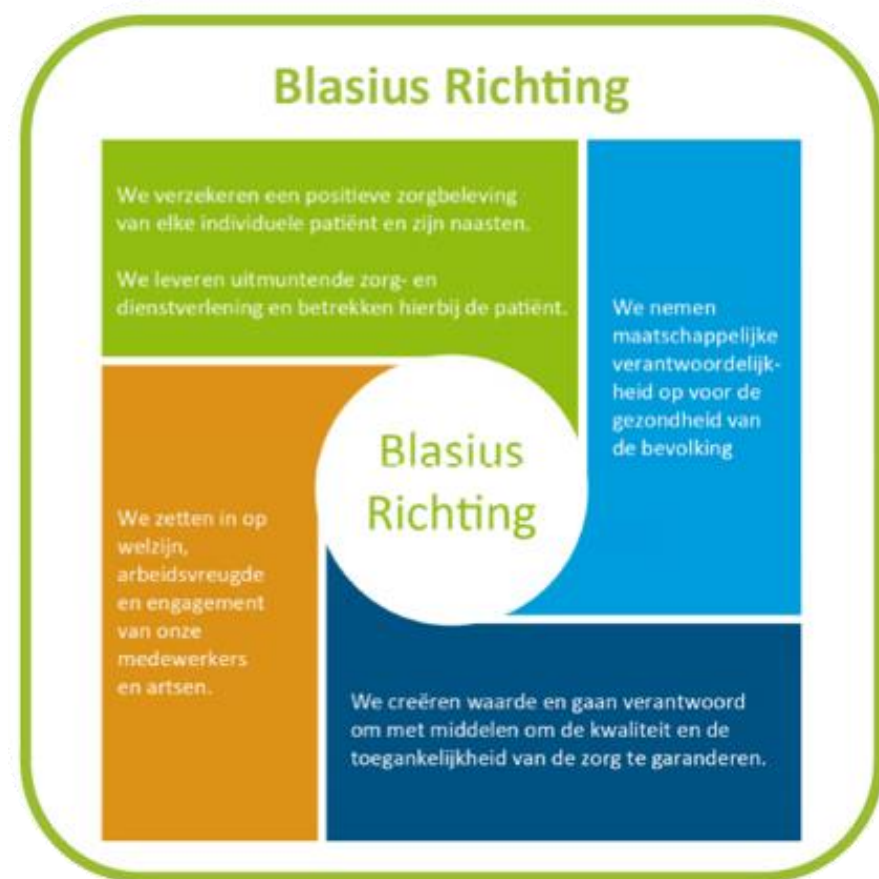 Blasius Richting
We verzekeren een positieve zorgbeleving
van elke individuele patiënt en zijn naasten.
We leveren uitmuntende zorg- en
dienstverlening en betrekken hierbij de patiënt.
We nemen
maatschappelijke
verantwoordelijk-
heid op voor de
gezondheid van
de bevolking
Blasius
Richting
We zetten in op
welzijn,
arbeidsvreugde
en engagement
van onze
medewerkers
en artsen.
We creëren waarde en gaan verantwoord
om met middelen om de kwaliteit en de
toegankelijkheid van de zorg te garanderen.